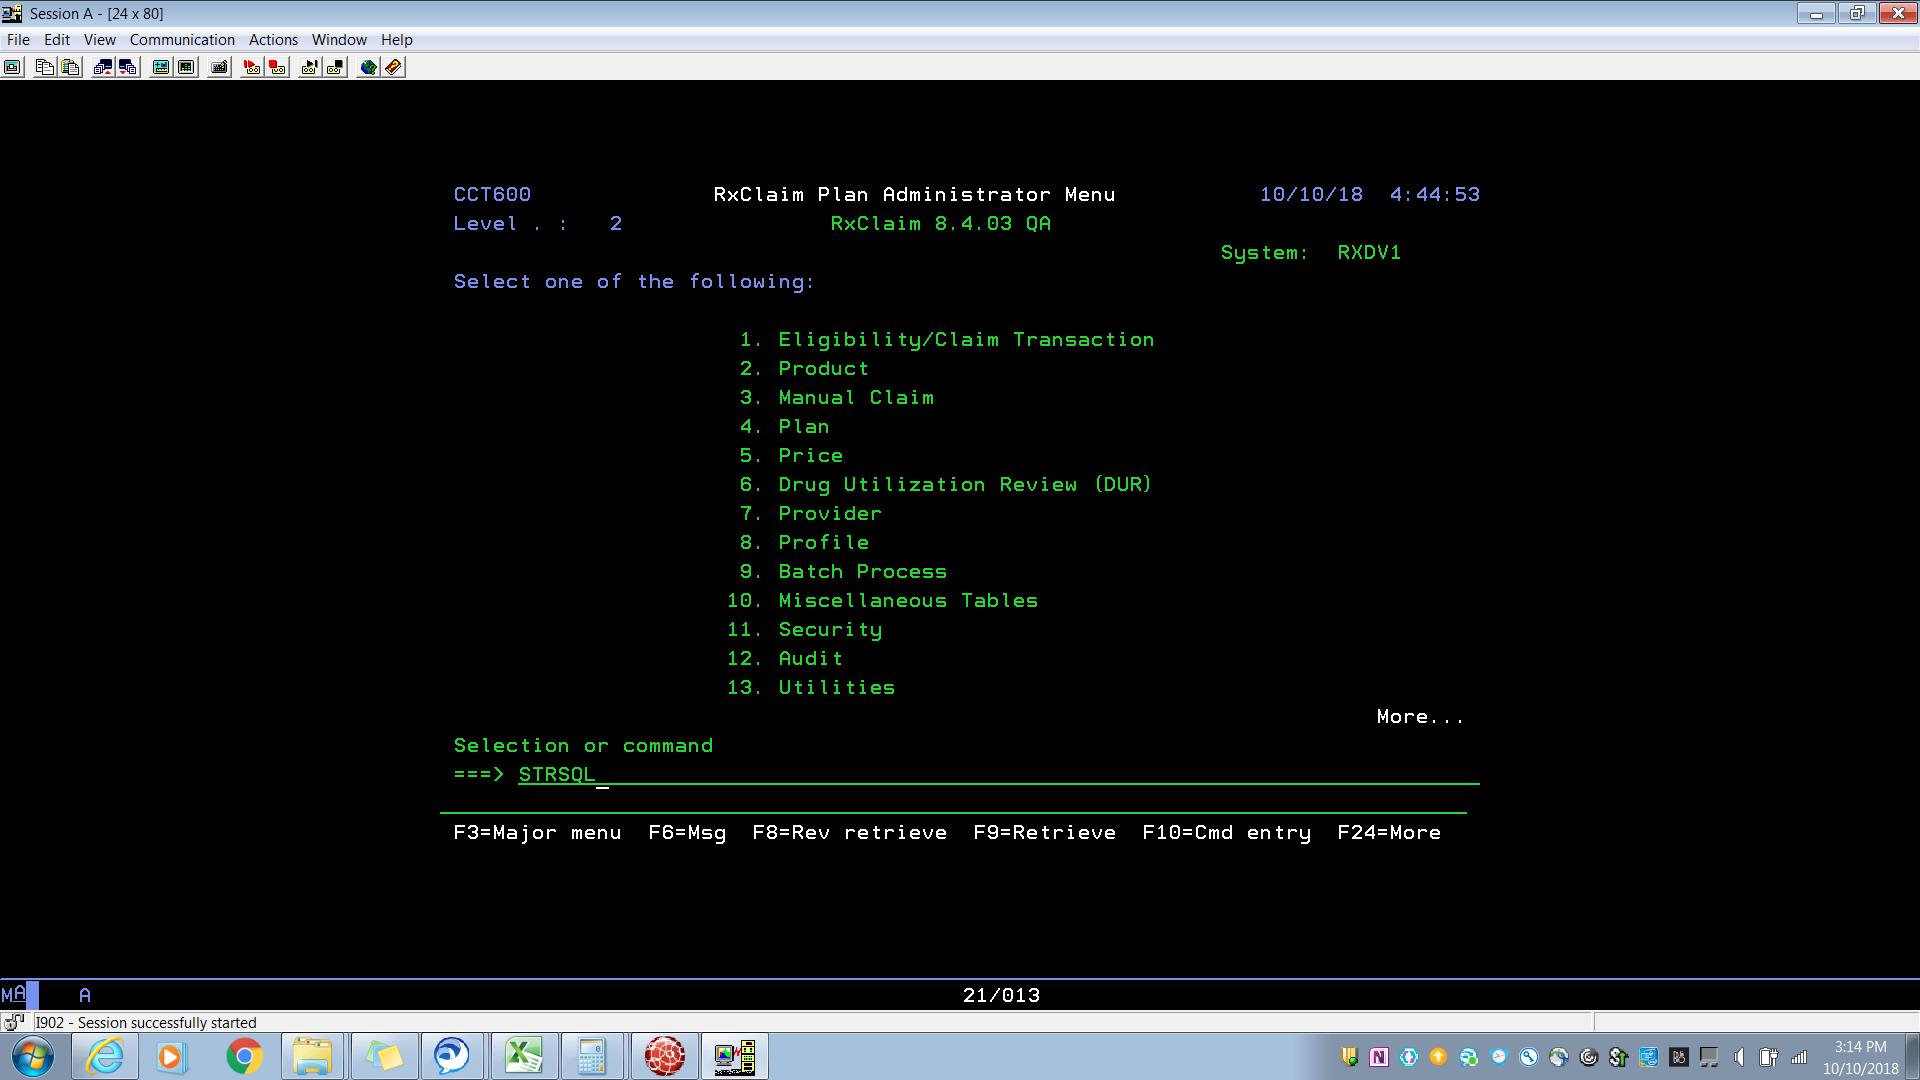 Session A - [24 x 80]
File Edit View Communication Actions Window Help
CCT600 RxClaim Plan Administrator Menu 10/10/18 4:44:53
Level . : 2 RxClaim 8.4.03 QA
System: RXDV1
Select one of the following:
1. Eligibility/Claim Transaction
2. Product
3. Manual Claim
4. Plan
5. Price
6. Drug Utilization Review (DUR)
7. Provider
8. Profile
9. Batch Process
10. Miscellaneous Tables
11. Security
12. Audit
13. Utilities
More...
Selection or command
===> STRSQL_
F3=Major menu F6=Msg F8=Rev retrieve F9=Retrieve F10=Cmd entry F24=More
MA A 21/013
I902 - Session successfully started
3:14 PM
10/10/2018